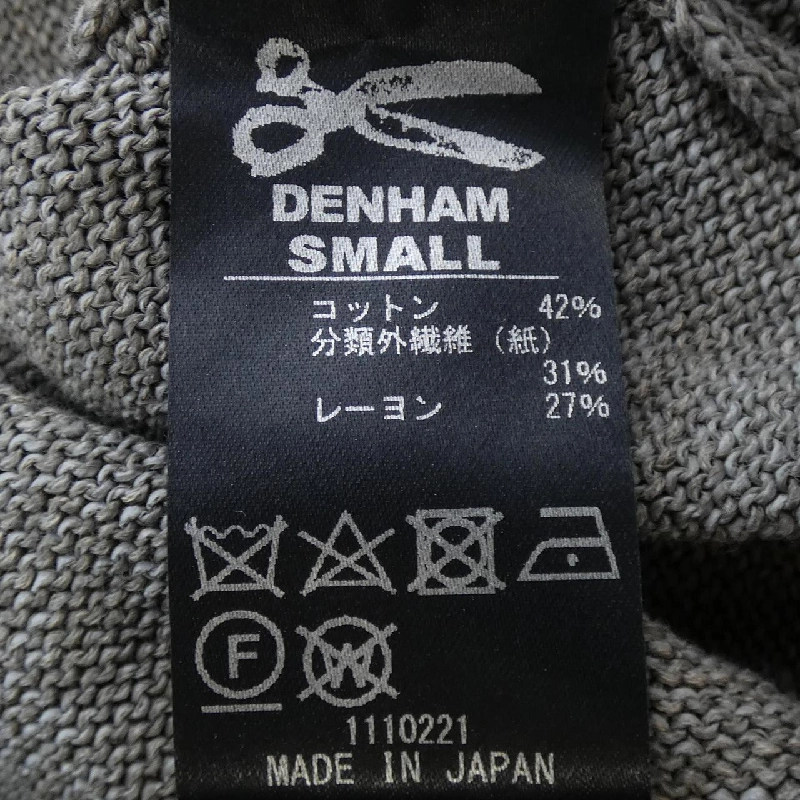 DENHAM
SMALL
コットン 42%
分類外繊維（紙）
31%
レーヨン 27%
F W
1110221
MADE IN JAPAN